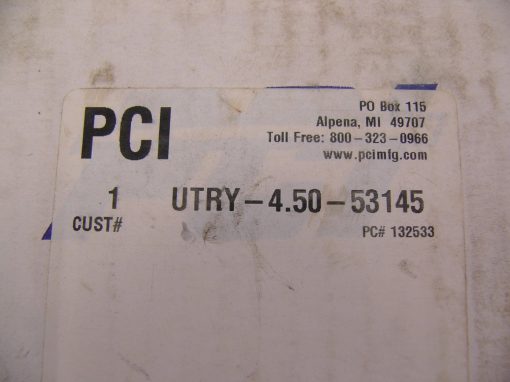 PCI
PO Box 115
Alpena, MI 49707
Toll Free: 800-323-0966
www.pcimfg.com
1 UTRY-4.50-53145
CUST# PC# 132533